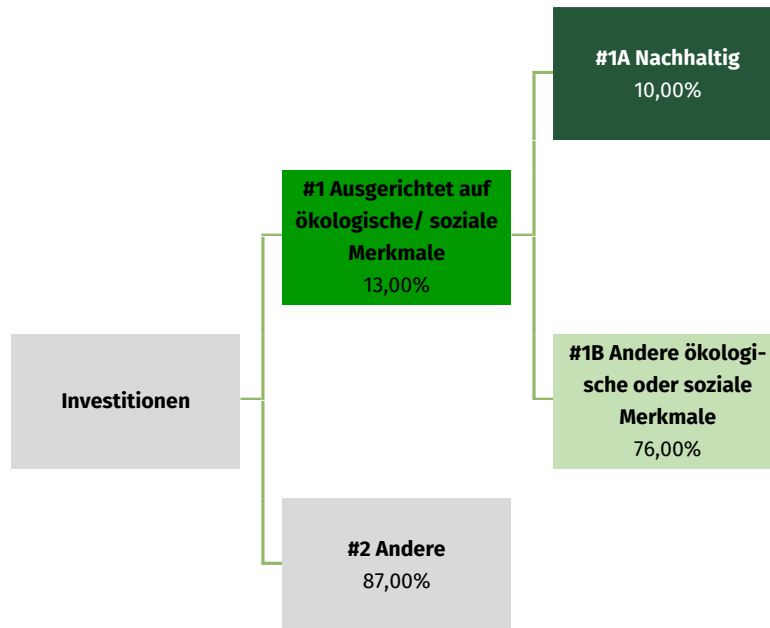 #1A Nachhaltig
10,00%
#1 Ausgerichtet auf
ökologische/ soziale
Merkmale
13,00%
Investitionen
#1B Andere ökologi-
sche oder soziale
Merkmale
76,00%
#2 Andere
87,00%